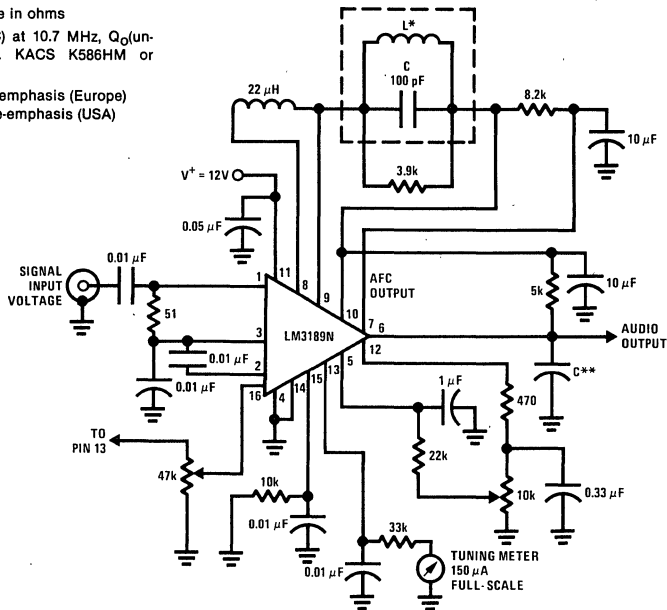 e in ohms
C) at 10.7 MHz, Q₀(un-
. KACS K586HM or
emphasis (Europe)
e-emphasis (USA)
L*
C
100 pF
22 μH
8.2k
10 μF
3.9k
V⁺ = 12V
0.05 μF
0.01 μF
SIGNAL
INPUT
VOLTAGE
51
1
11
8
9
10
AFC
OUTPUT
5k
10 μF
3
LM3189N
7
6
AUDIO
OUTPUT
0.01 μF
2
12
5
13
15
14
4
16
C**
0.01 μF
1 μF
470
TO
PIN 13
47k
22k
10k
0.33 μF
10k
0.01 μF
33k
0.01 μF
TUNING METER
150 μA
FULL-SCALE